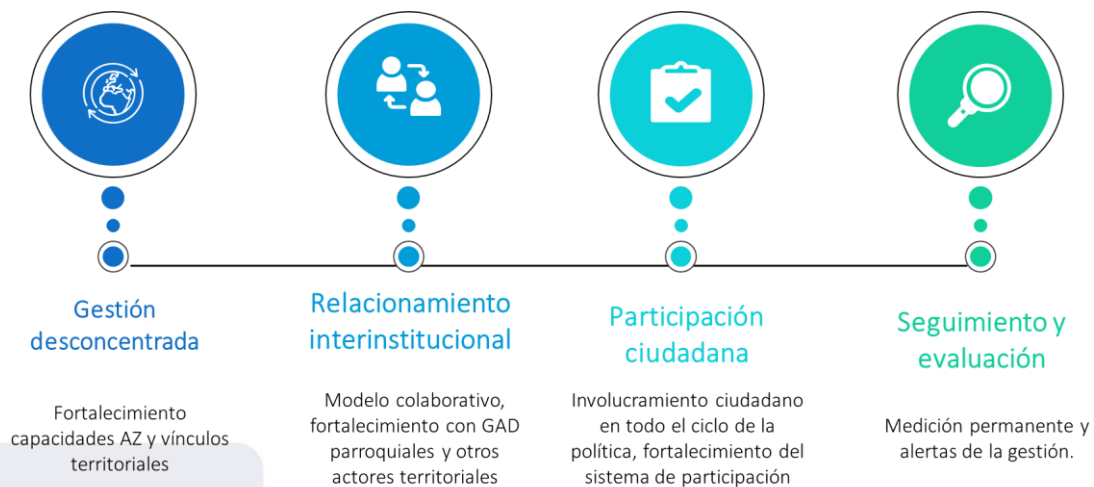 Gestión
desconcentrada
Fortalecimiento
capacidades AZ y vínculos
territoriales
Relacionamiento
interinstitucional
Modelo colaborativo,
fortalecimiento con GAD
parroquiales y otros
actores territoriales
Participación
ciudadana
Involucramiento ciudadano
en todo el ciclo de la
política, fortalecimiento del
sistema de participación
Seguimiento y
evaluación
Medición permanente y
alertas de la gestión.